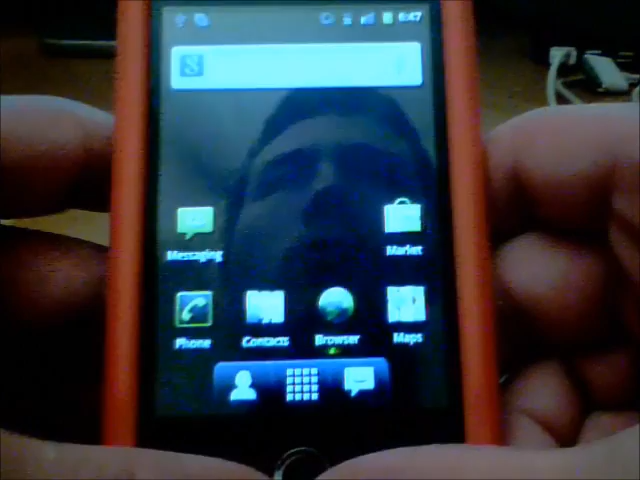 6:47
g
Messaging
Market
Phone
Contacts
Browser
Maps